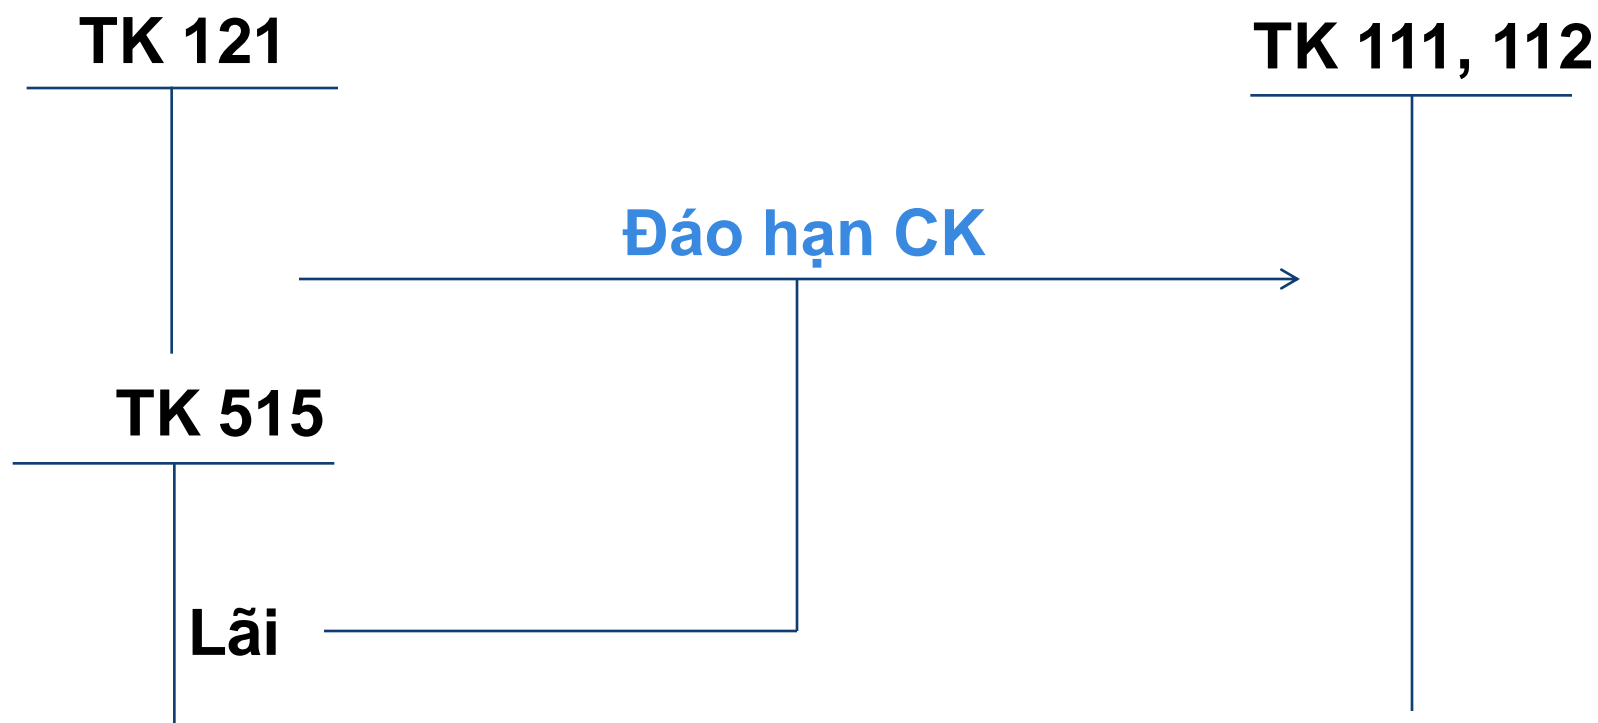 TK 121
TK 111, 112
Đáo hạn CK
TK 515
Lãi